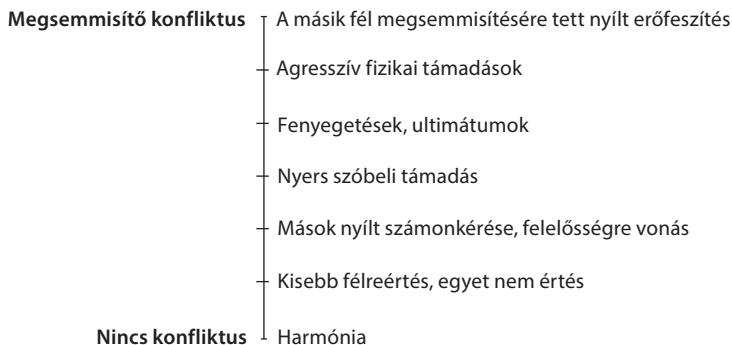 Megsemmisítő konfliktus A másik fél megsemmisítésére tett nyílt erőfeszítés
Agresszív fizikai támadások
Fenyegetések, ultimátumok
Nyers szóbeli támadás
Mások nyílt számonkérése, felelősségre vonás
Kisebb félreértés, egyet nem értés
Nincs konfliktus Harmónia